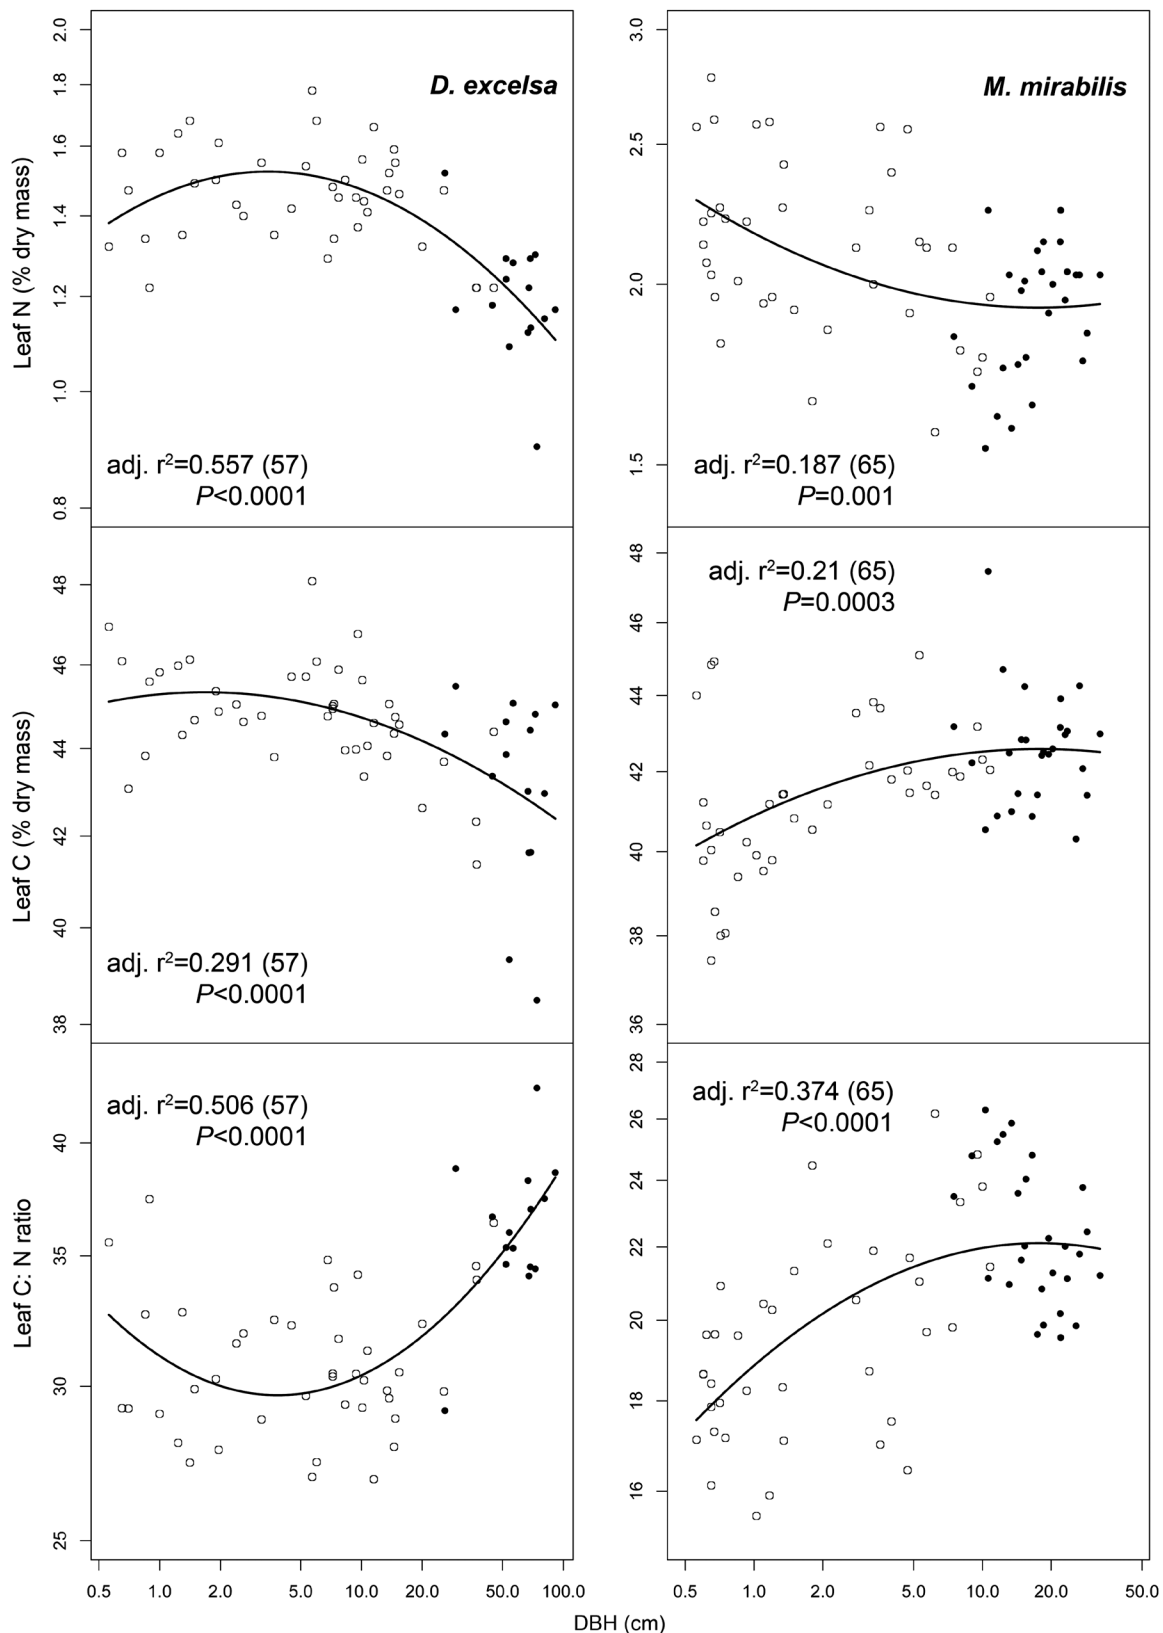 D. excelsa
Leaf N (% dry mass)
2.0
1.8
1.6
1.4
1.2
1.0
0.8
adj. r²=0.557 (57)
P<0.0001
M. mirabilis
3.0
2.5
2.0
1.5
adj. r²=0.187 (65)
P=0.001
Leaf C (% dry mass)
48
46
44
42
40
38
adj. r²=0.291 (57)
P<0.0001
48
46
44
42
40
38
36
adj. r²=0.21 (65)
P=0.0003
Leaf C: N ratio
40
35
30
25
adj. r²=0.506 (57)
P<0.0001
28
26
24
22
20
18
16
adj. r²=0.374 (65)
P<0.0001
0.5 1.0 2.0 5.0 10.0 20.0 50.0 100.0
0.5 1.0 2.0 5.0 10.0 20.0 50.0
DBH (cm)